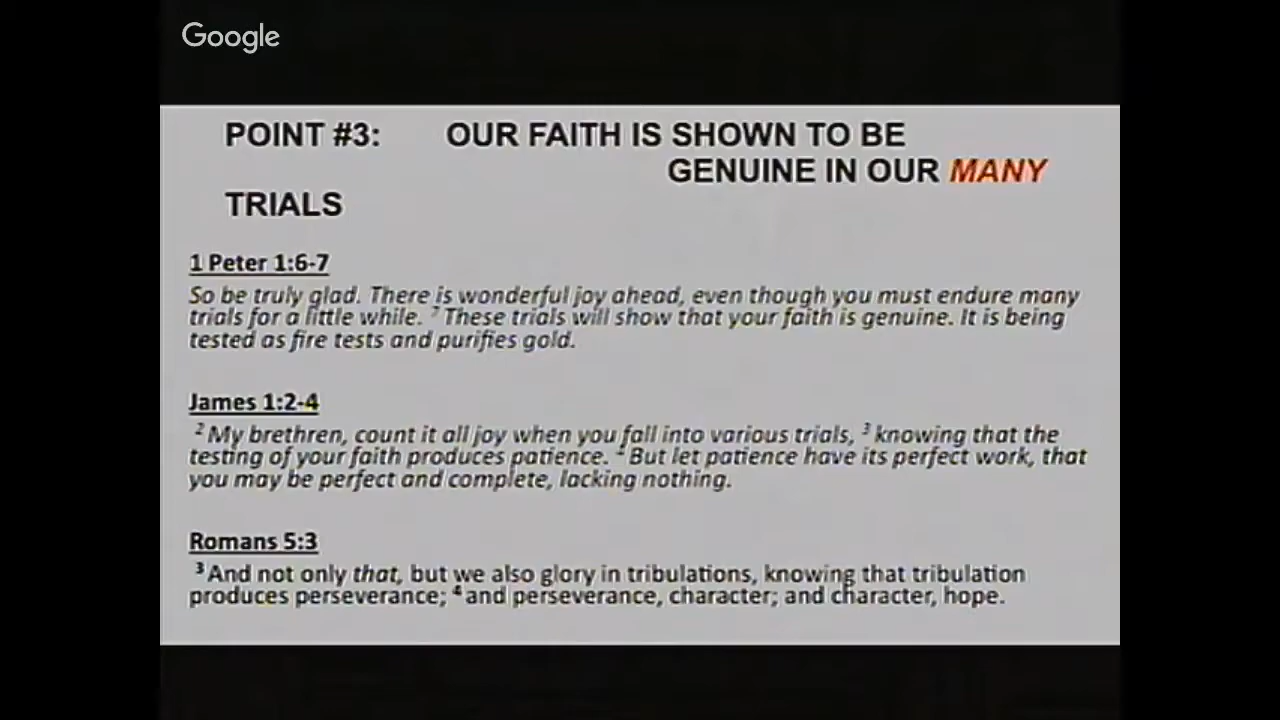 Google
POINT #3: OUR FAITH IS SHOWN TO BE
GENUINE IN OUR MANY
TRIALS
1 Peter 1:6-7
So be truly glad. There is wonderful joy ahead, even though you must endure many
trials for a little while. 7 These trials will show that your faith is genuine. It is being
tested as fire tests and purifies gold.
James 1:2-4
2 My brethren, count it all joy when you fall into various trials, 3 knowing that the
testing of your faith produces patience. 4 But let patience have its perfect work, that
you may be perfect and complete, lacking nothing.
Romans 5:3
3 And not only that, but we also glory in tribulations, knowing that tribulation
produces perseverance; 4 and perseverance, character; and character, hope.